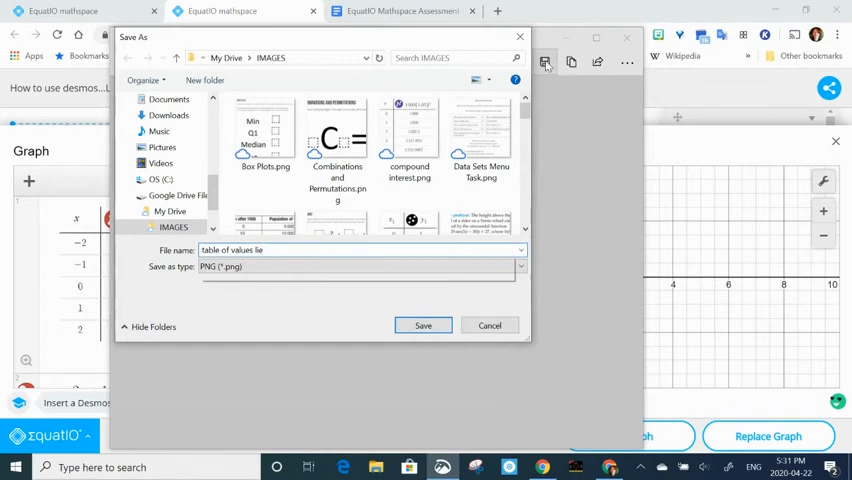 EquatIO mathspace
EquatIO mathspace
EquatIO Mathspace Assessment
Save As
My Drive
IMAGES
Search IMAGES
Apps
Bookmarks
Wikipedia
Other bookmarks
Organize
New folder
How to use desmos...L
Documents
Downloads
Music
Pictures
Videos
OS (C:)
Google Drive File
My Drive
IMAGES
Min
Q1
Median
C =
Box Plots.png
Combinations and Permutations.png
compound interest.png
Data Sets Menu Task.png
Graph
File name:
table of values lie
Save as type:
PNG (*.png)
Hide Folders
Save
Cancel
1
x
-2
-1
0
1
2
2
4
6
8
10
Insert a Desmos
EQUATIO
Replace Graph
Type here to search
ENG
5:31 PM
2020-04-22